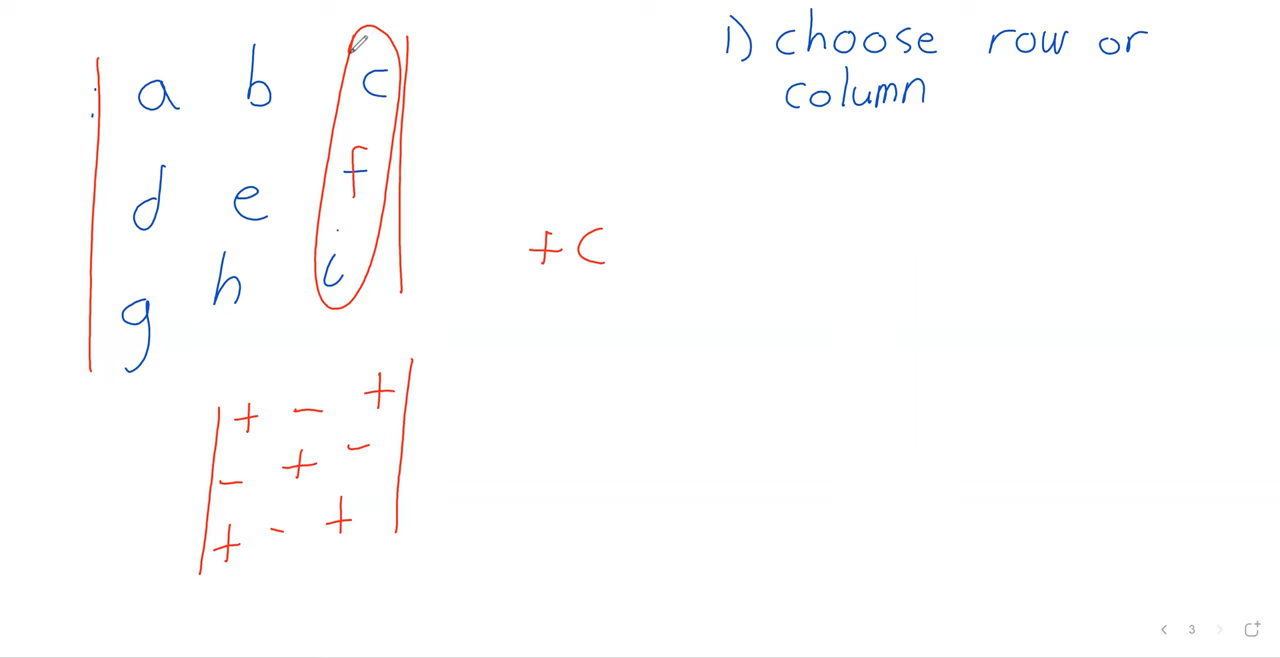 1) choose row or
column
a b c
d e f
g h i
+ c
+ - +
- + -
+ - +
3